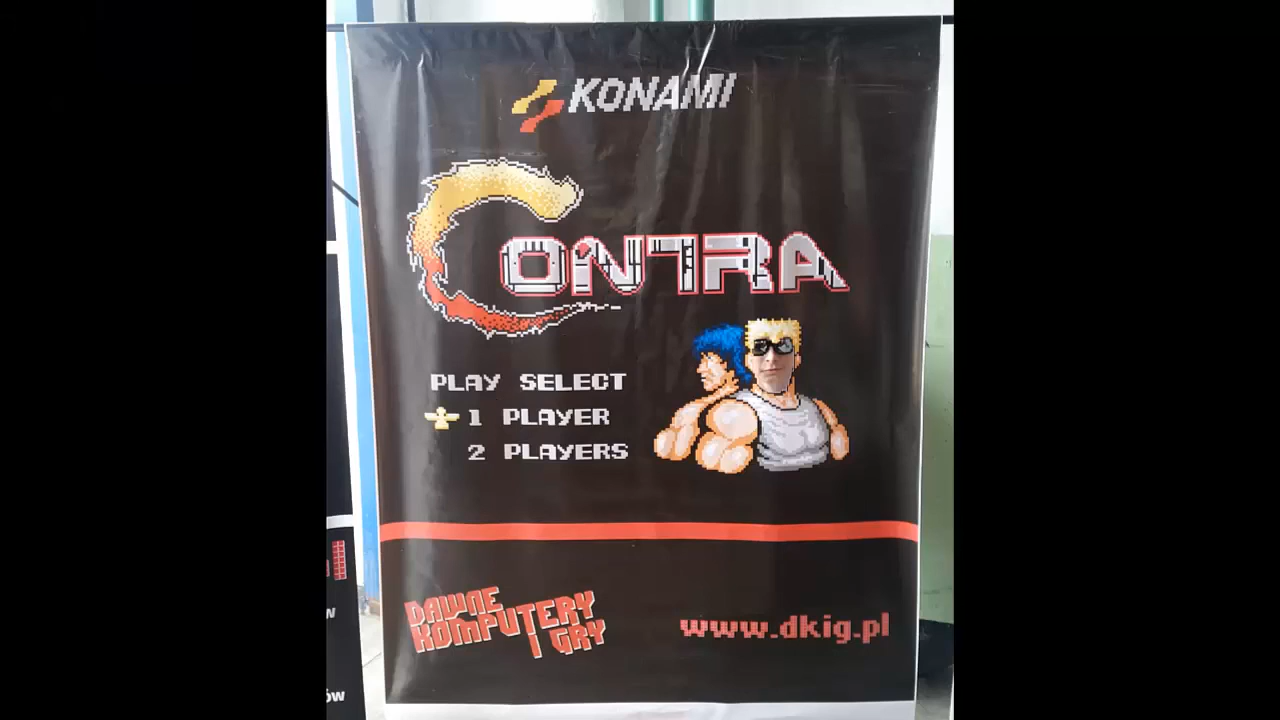 KONAMI
CONTRA
PLAY SELECT
1 PLAYER
2 PLAYERS
DAWNE
KOMPUTERY
I GRY
www.dkig.pl